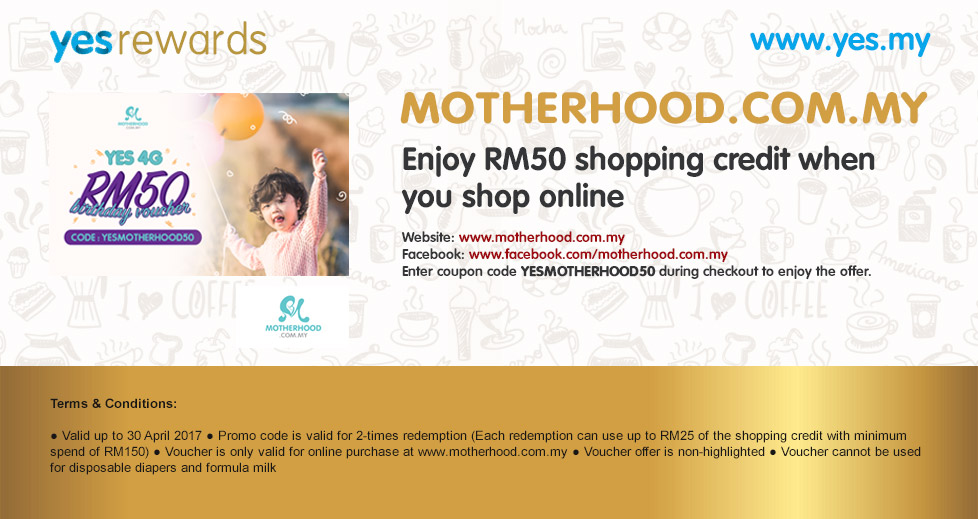 yes rewards
www.yes.my
Mocha
MOTHERHOOD
.COM.MY
YES 4G
RM50
birthday voucher
CODE : YESMOTHERHOOD50
MOTHERHOOD.COM.MY
Enjoy RM50 shopping credit when
you shop online
Website: www.motherhood.com.my
Facebook: www.facebook.com/motherhood.com.my
Enter coupon code YESMOTHERHOOD50 during checkout to enjoy the offer.
American
I COFFEE
I COFFEE
MOTHERHOOD
.COM.MY
Terms & Conditions:
● Valid up to 30 April 2017 ● Promo code is valid for 2-times redemption (Each redemption can use up to RM25 of the shopping credit with minimum
spend of RM150) ● Voucher is only valid for online purchase at www.motherhood.com.my ● Voucher offer is non-highlighted ● Voucher cannot be used
for disposable diapers and formula milk